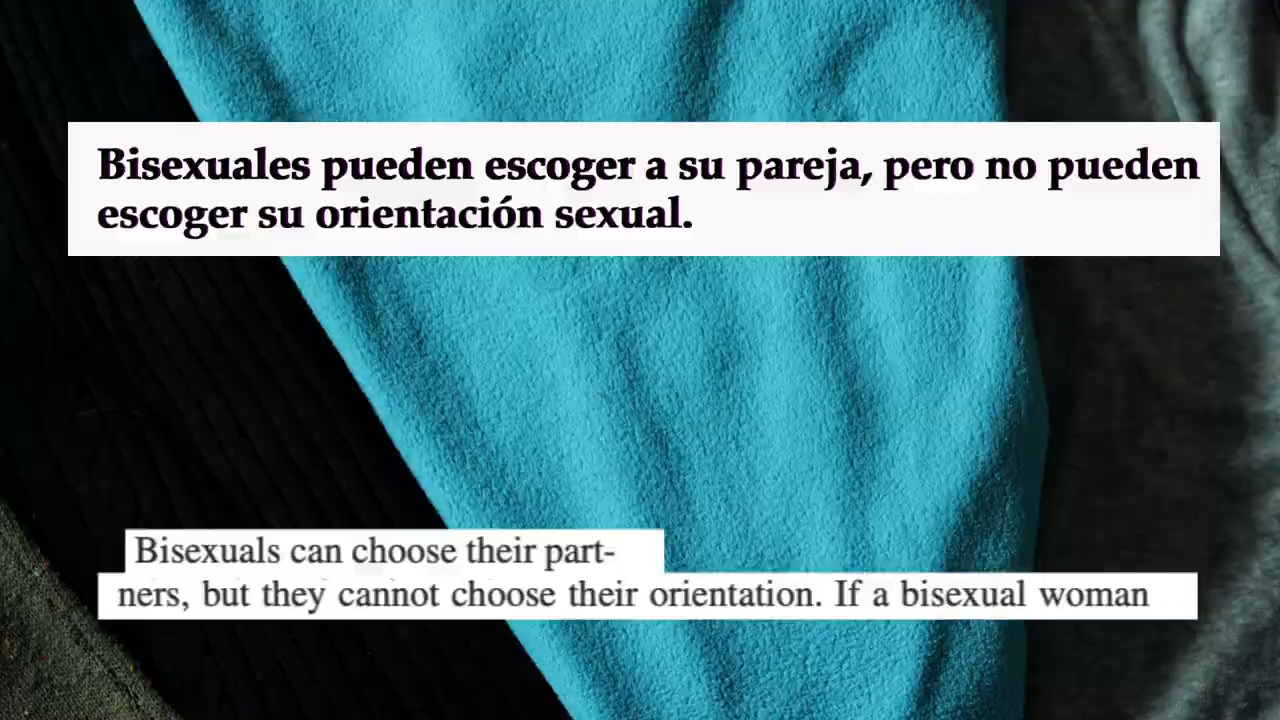 Bisexuales pueden escoger a su pareja, pero no pueden
escoger su orientación sexual.
Bisexuals can choose their part-
ners, but they cannot choose their orientation. If a bisexual woman